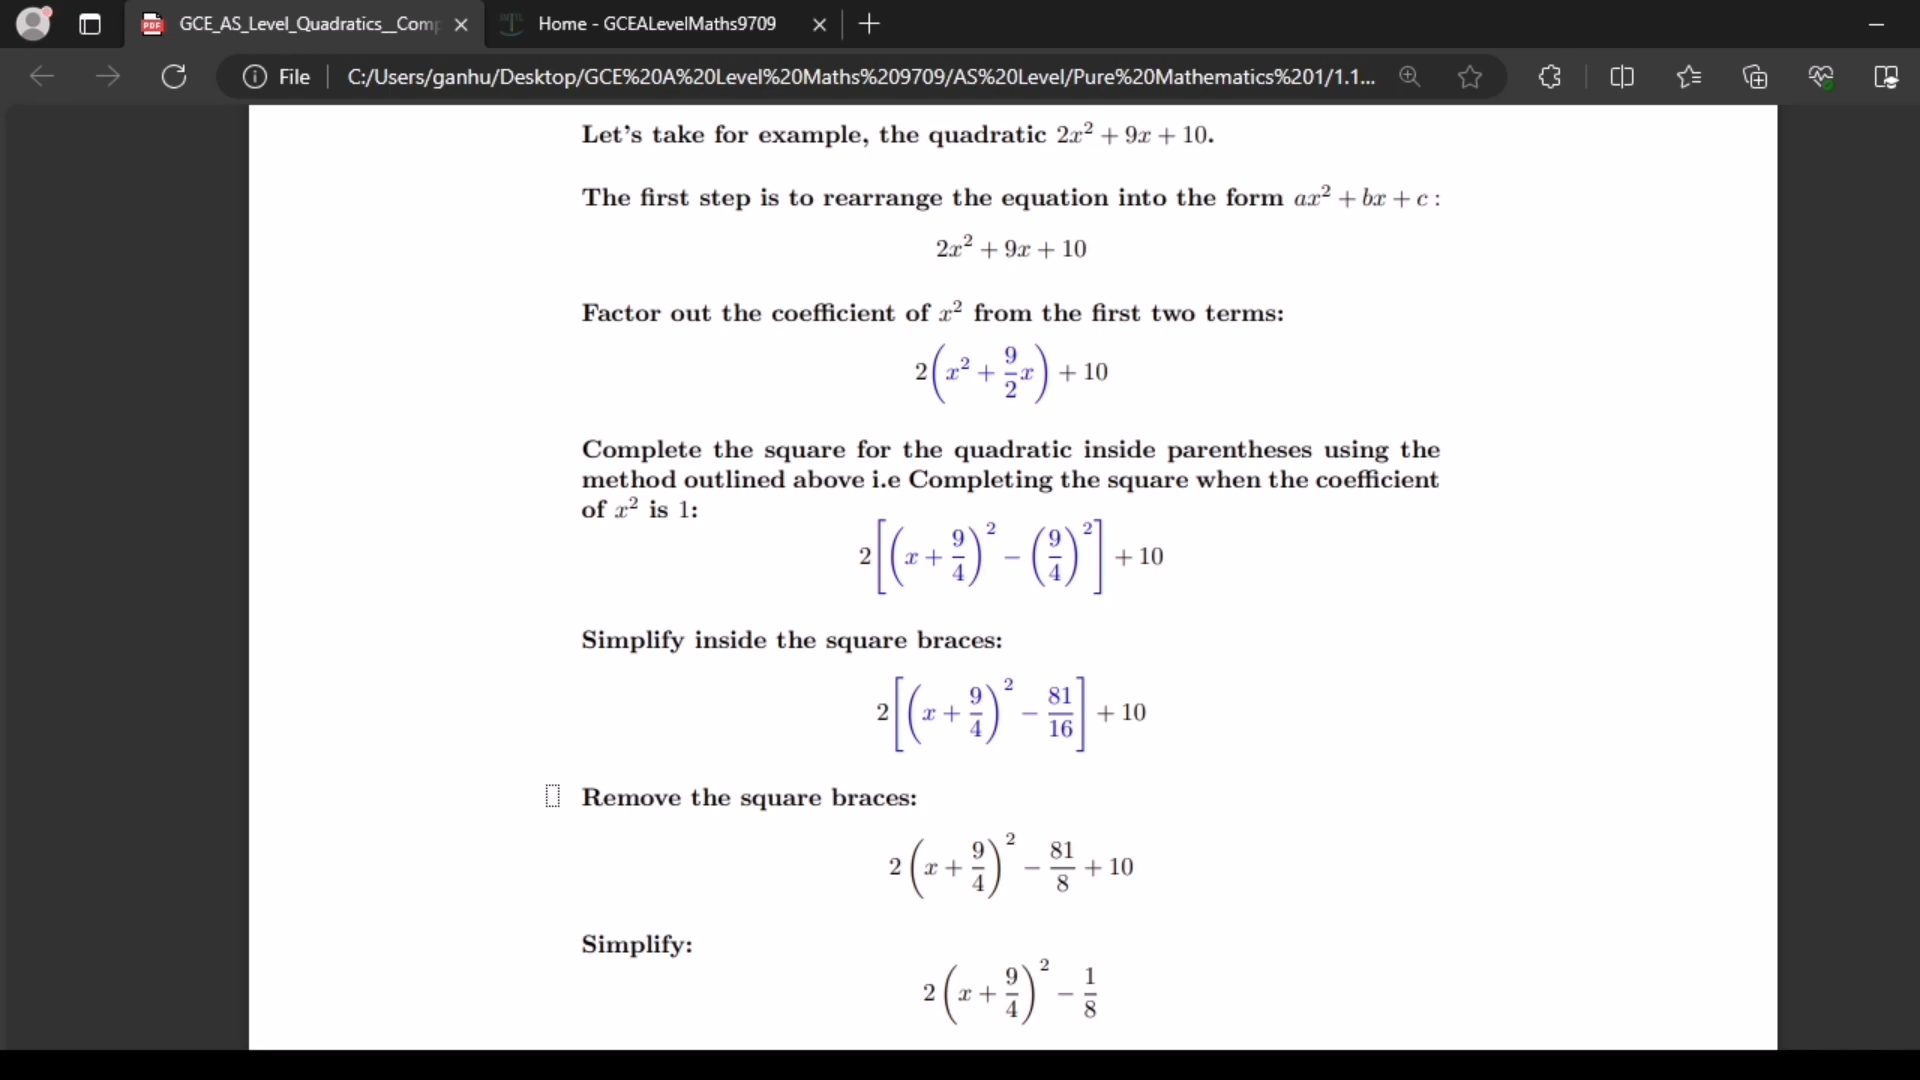 GCE_AS_Level_Quadratics__Comp
Home - GCEALevelMaths9709
File
C:/Users/ganhu/Desktop/GCE%20A%20Level%20Maths%209709/AS%20Level/Pure%20Mathematics%201/1.1...
Let's take for example, the quadratic 2x² + 9x + 10.
The first step is to rearrange the equation into the form ax² + bx + c :
2x² + 9x + 10
Factor out the coefficient of x² from the first two terms:
2(x² + 9/2 x) + 10
Complete the square for the quadratic inside parentheses using the
method outlined above i.e Completing the square when the coefficient
of x² is 1:
2[(x + 9/4)² − (9/4)²] + 10
Simplify inside the square braces:
2[(x + 9/4)² − 81/16] + 10
Remove the square braces:
2(x + 9/4)² − 81/8 + 10
Simplify:
2(x + 9/4)² − 1/8